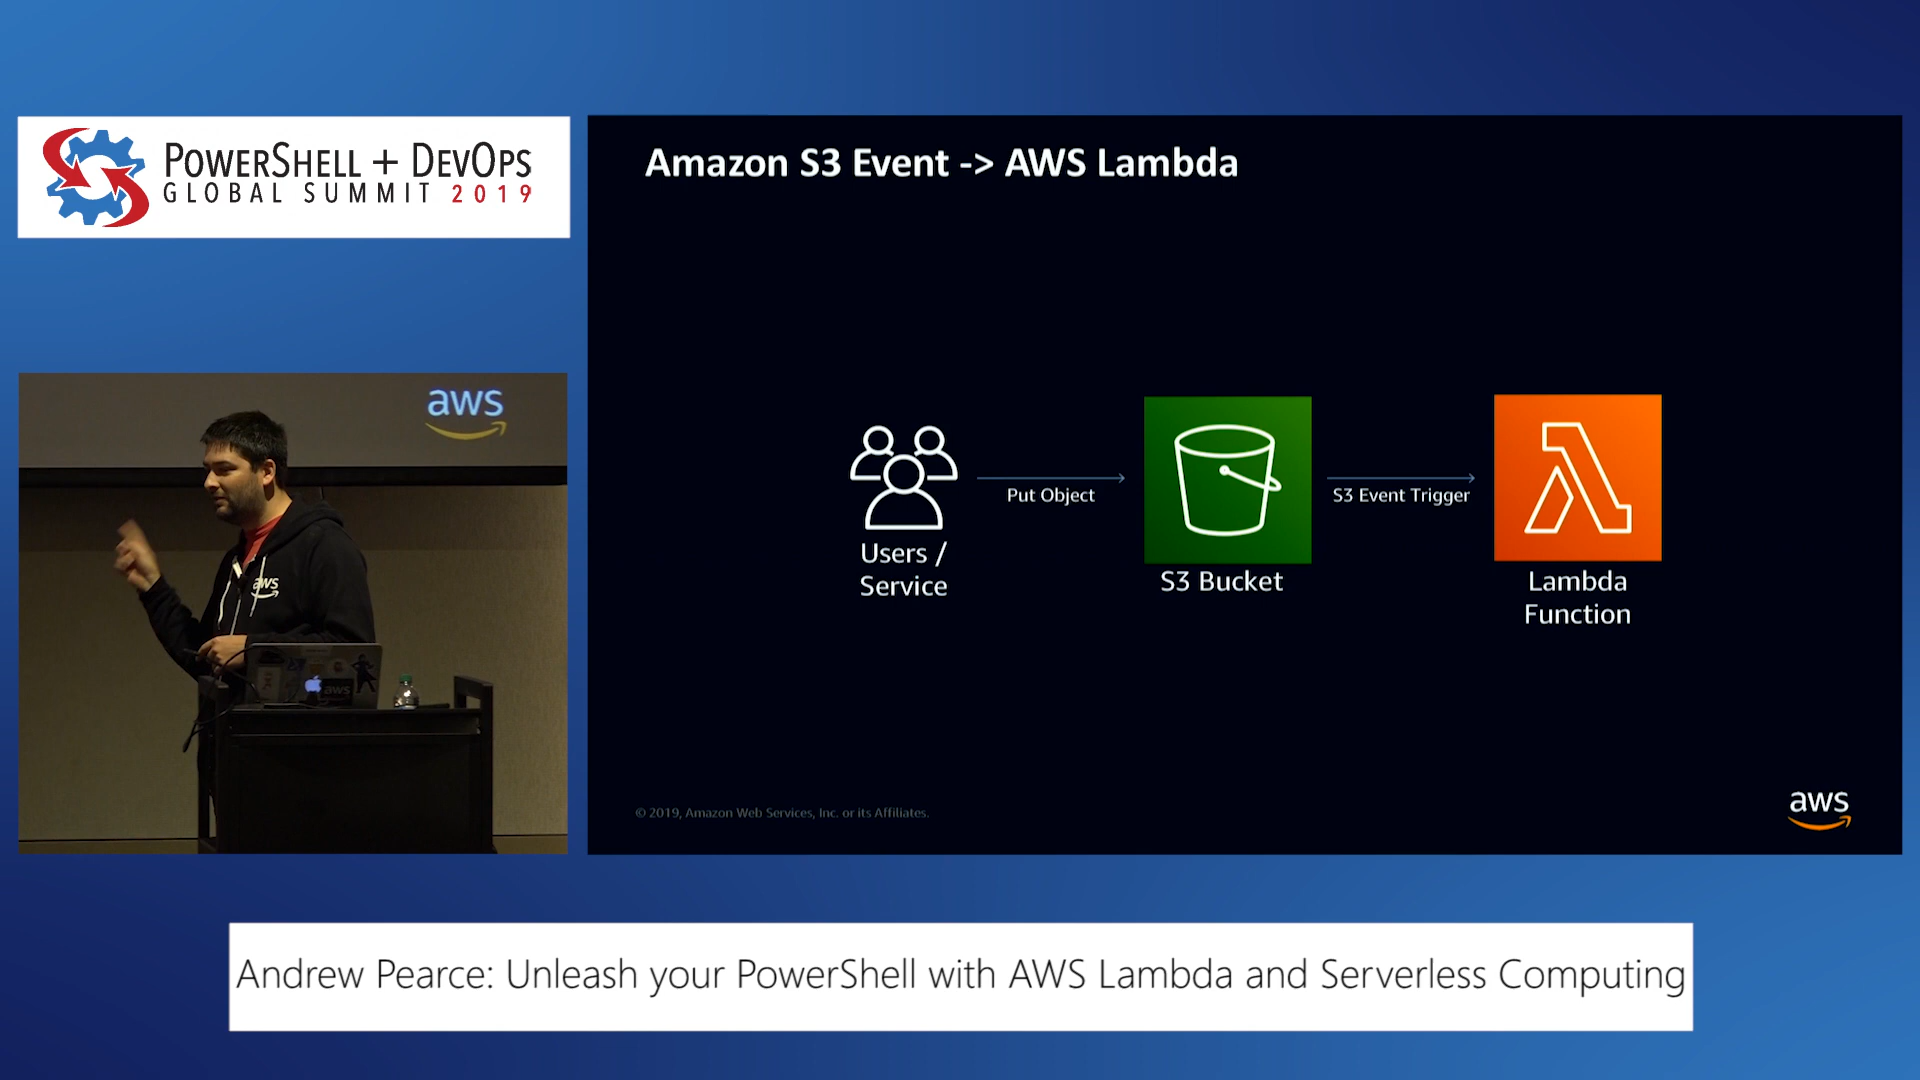 POWERSHELL + DEVOPS
GLOBAL SUMMIT 2019
Amazon S3 Event -> AWS Lambda
Put Object
S3 Event Trigger
Users /
Service
S3 Bucket
Lambda
Function
© 2019, Amazon Web Services, Inc. or its Affiliates.
aws
aws
aws
aws
Andrew Pearce: Unleash your PowerShell with AWS Lambda and Serverless Computing